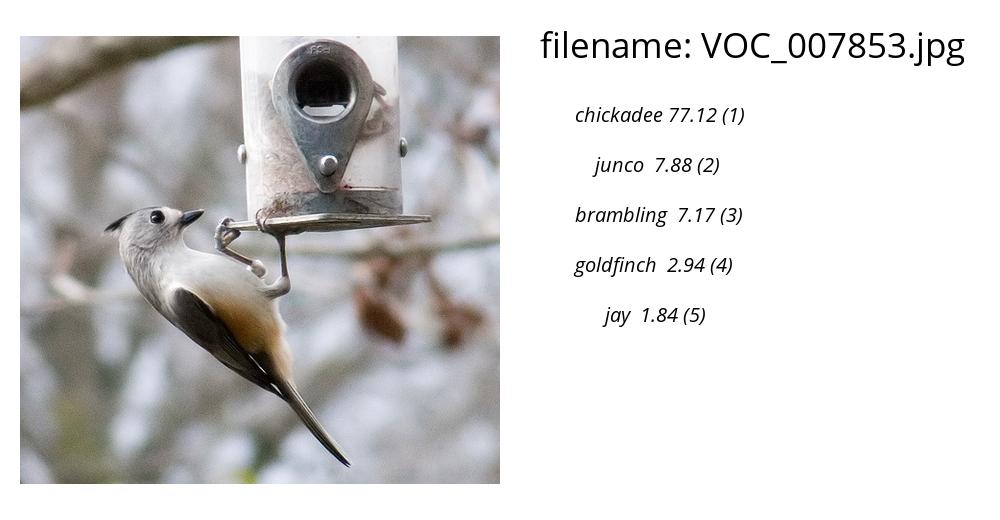 filename: VOC_007853.jpg
chickadee 77.12 (1)
junco 7.88 (2)
brambling 7.17 (3)
goldfinch 2.94 (4)
jay 1.84 (5)